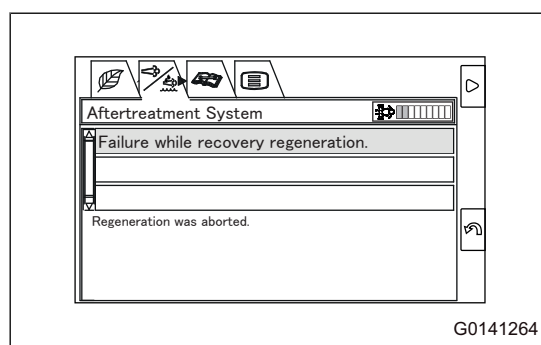 Aftertreatment System
Failure while recovery regeneration.
Regeneration was aborted.
G0141264